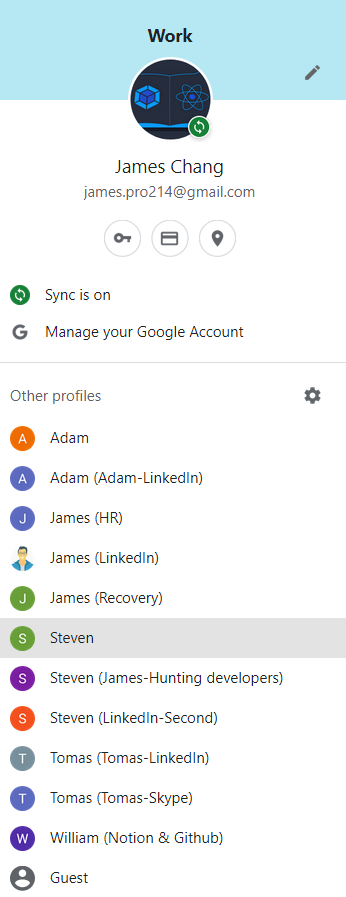 Work
James Chang
james.pro214@gmail.com
Sync is on
G Manage your Google Account
Other profiles
A Adam
A Adam (Adam-LinkedIn)
J James (HR)
James (LinkedIn)
J James (Recovery)
S Steven
S Steven (James-Hunting developers)
S Steven (LinkedIn-Second)
T Tomas (Tomas-LinkedIn)
T Tomas (Tomas-Skype)
W William (Notion & Github)
Guest